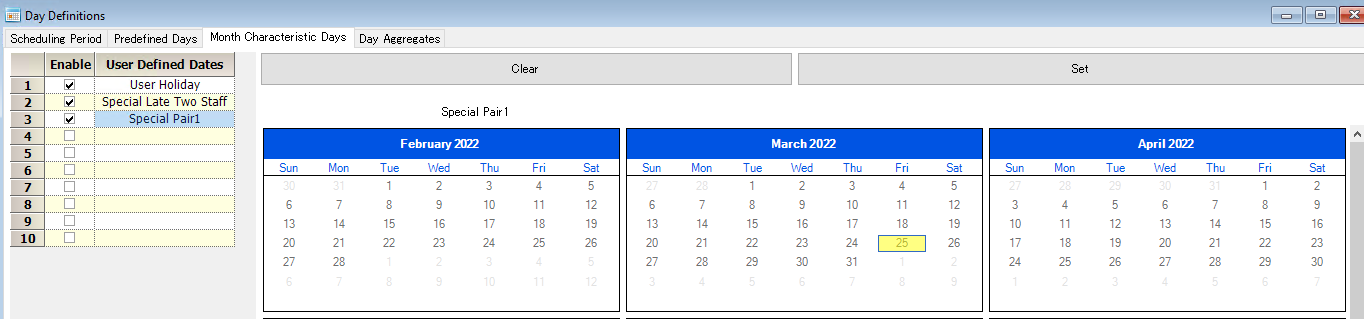 Day Definitions
Scheduling Period Predefined Days Month Characteristic Days Day Aggregates
Enable User Defined Dates
1 User Holiday
2 Special Late Two Staff
3 Special Pair1
4
5
6
7
8
9
10
Clear Set
Special Pair1
February 2022
Sun Mon Tue Wed Thu Fri Sat
30 31 1 2 3 4 5
6 7 8 9 10 11 12
13 14 15 16 17 18 19
20 21 22 23 24 25 26
27 28 1 2 3 4 5
6 7 8 9 10 11 12
March 2022
Sun Mon Tue Wed Thu Fri Sat
27 28 1 2 3 4 5
6 7 8 9 10 11 12
13 14 15 16 17 18 19
20 21 22 23 24 25 26
27 28 29 30 31 1 2
3 4 5 6 7 8 9
April 2022
Sun Mon Tue Wed Thu Fri Sat
27 28 29 30 31 1 2
3 4 5 6 7 8 9
10 11 12 13 14 15 16
17 18 19 20 21 22 23
24 25 26 27 28 29 30
1 2 3 4 5 6 7